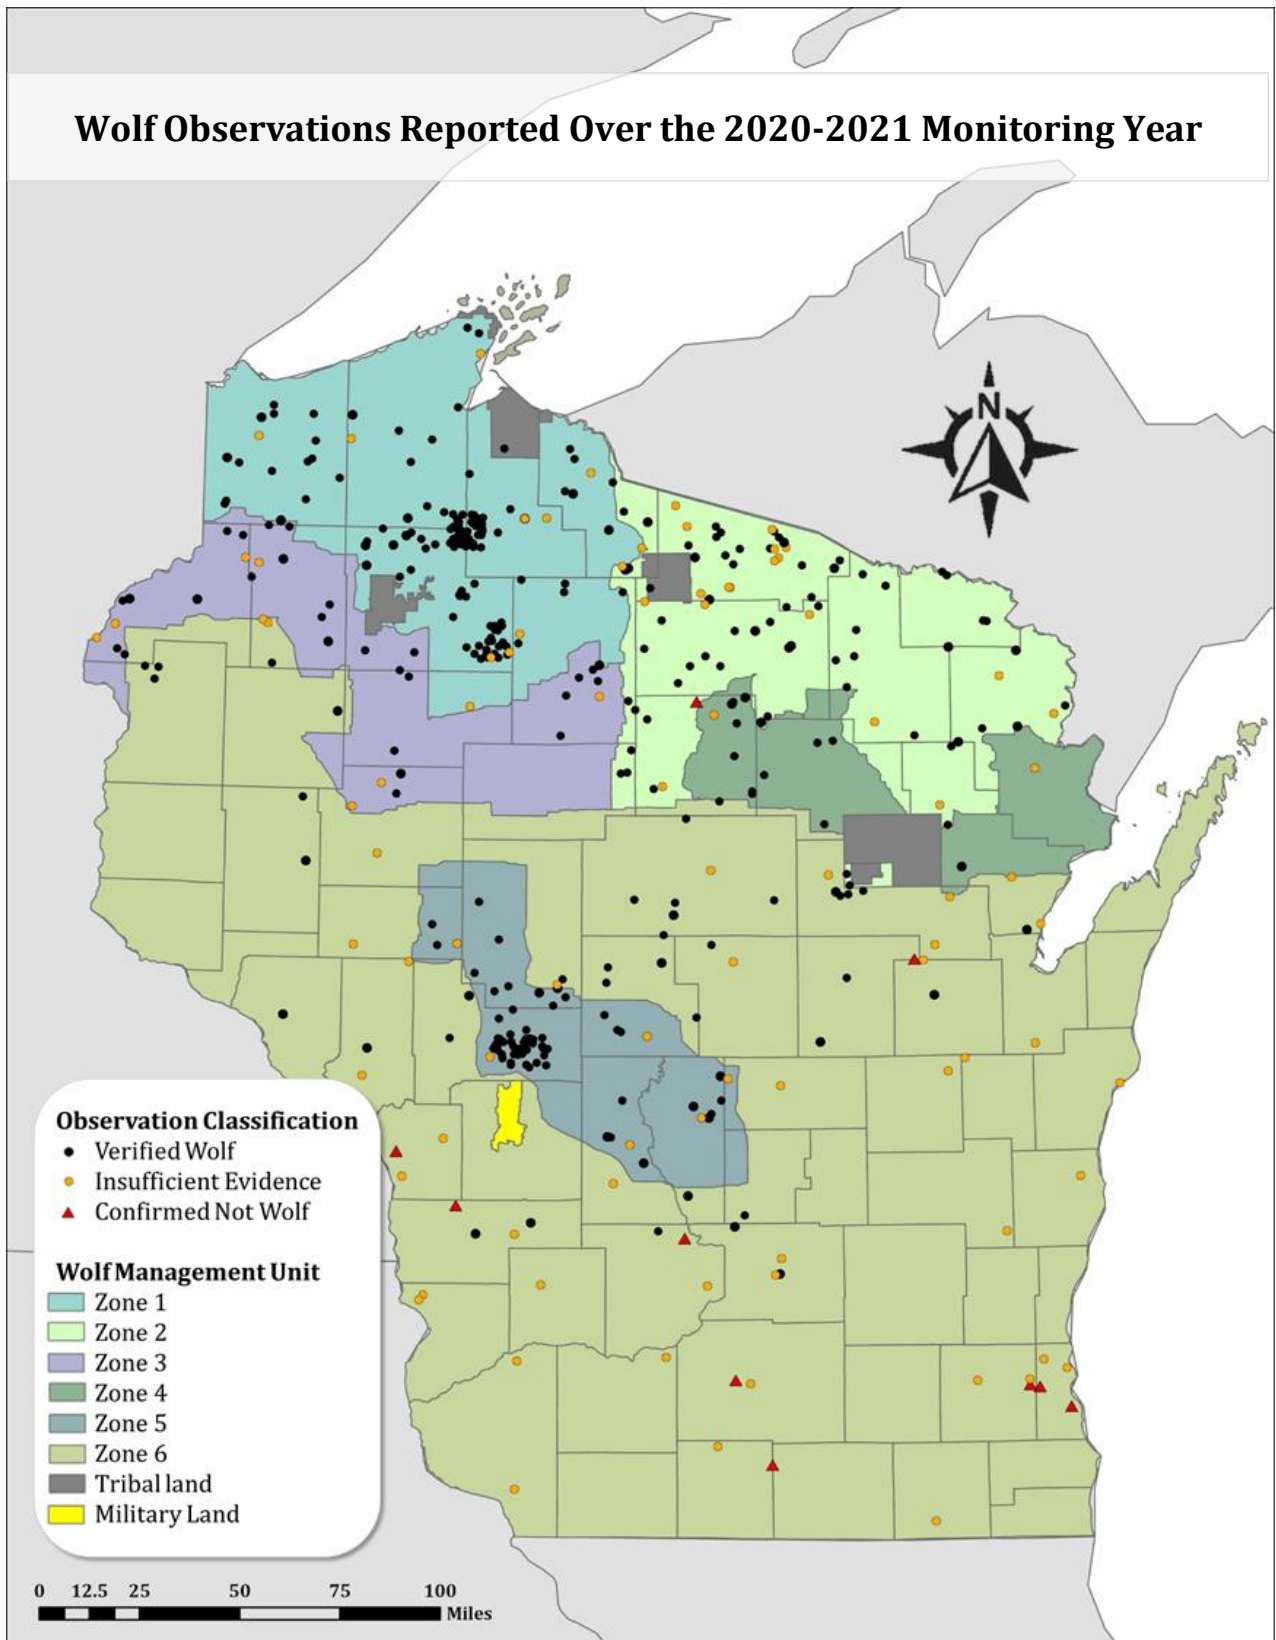 Wolf Observations Reported Over the 2020-2021 Monitoring Year
N
Observation Classification
Verified Wolf
Insufficient Evidence
Confirmed Not Wolf
Wolf Management Unit
Zone 1
Zone 2
Zone 3
Zone 4
Zone 5
Zone 6
Tribal land
Military Land
0 12.5 25 50 75 100
Miles